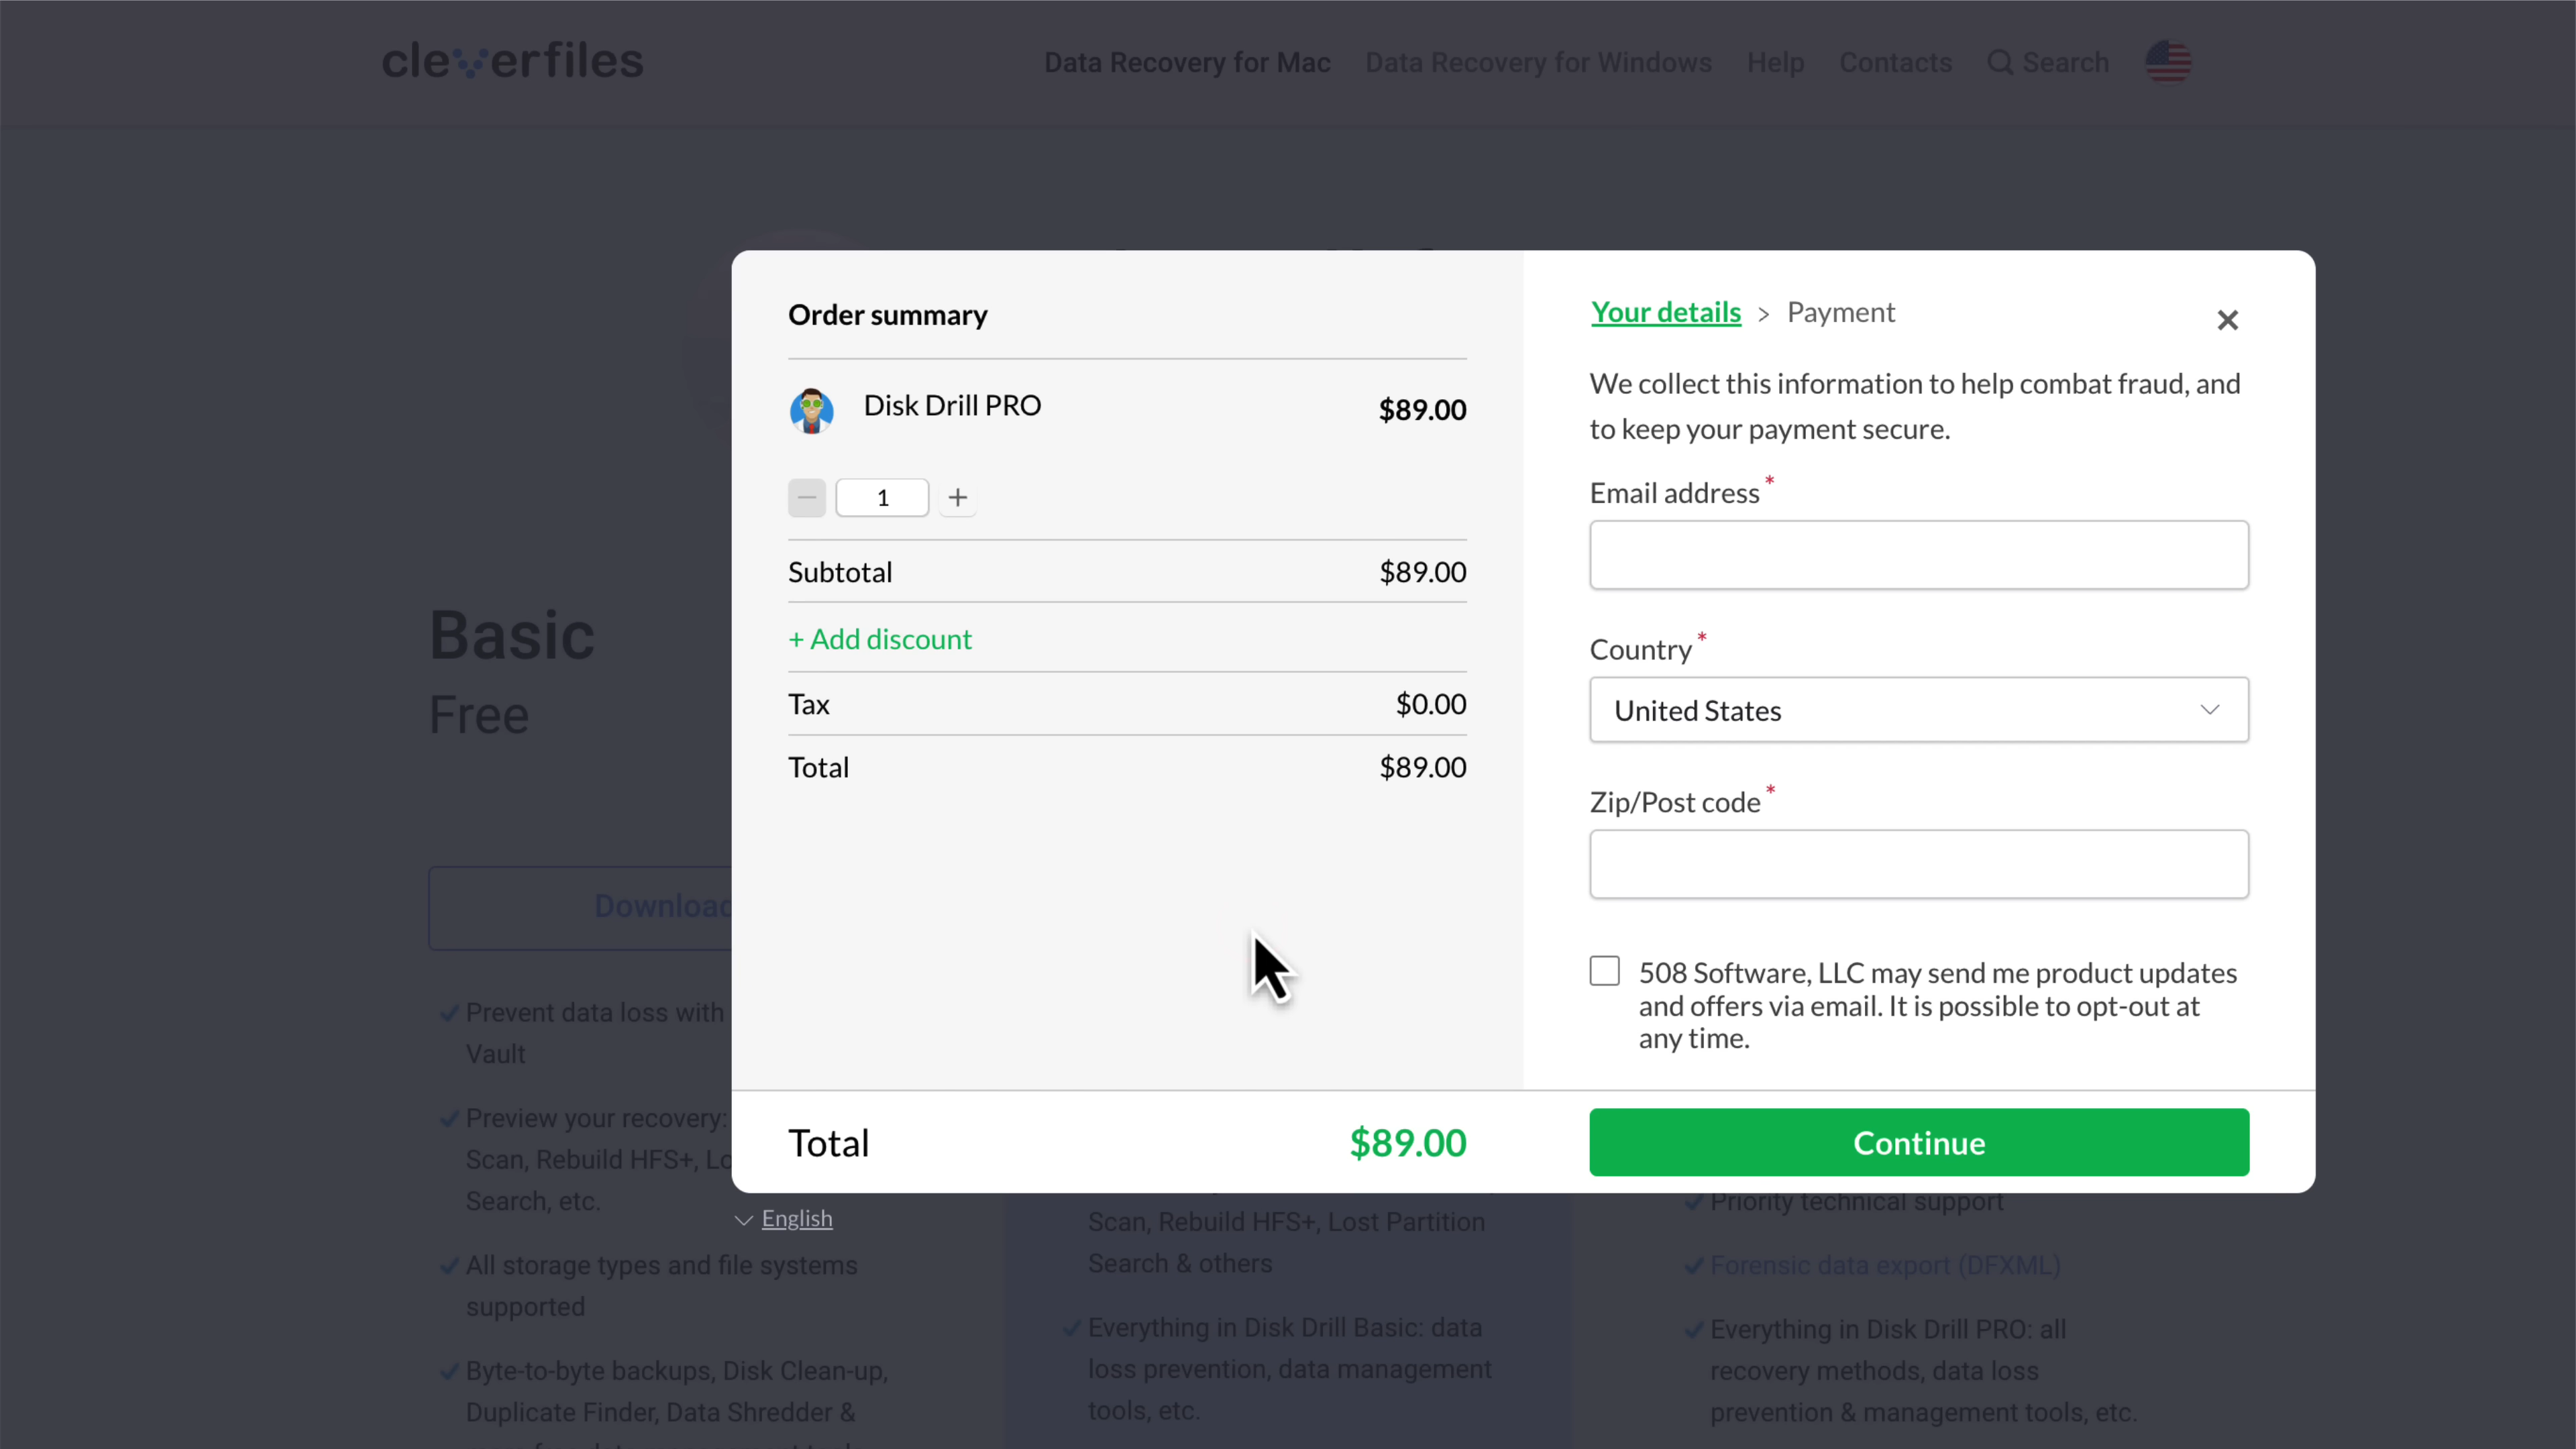 cleverfiles
Data Recovery for Mac
Data Recovery for Windows
Help
Contacts
Search
Order summary
Disk Drill PRO
$89.00
1
Subtotal
$89.00
+ Add discount
Tax
$0.00
Total
$89.00
Total
$89.00
Your details > Payment
We collect this information to help combat fraud, and
to keep your payment secure.
Email address *
Country *
United States
Zip/Post code *
508 Software, LLC may send me product updates
and offers via email. It is possible to opt-out at
any time.
Continue
English
Basic
Free
Prevent data loss with
Vault
Preview your recovery:
Scan, Rebuild HFS+,
Search, etc.
All storage types and file systems
supported
Byte-to-byte backups, Disk Clean-up,
Duplicate Finder, Data Shredder &
Scan, Rebuild HFS+, Lost Partition
Search & others
Everything in Disk Drill Basic: data
loss prevention, data management
tools, etc.
Priority technical support
Forensic data export (DFXML)
Everything in Disk Drill PRO: all
recovery methods, data loss
prevention & management tools, etc.